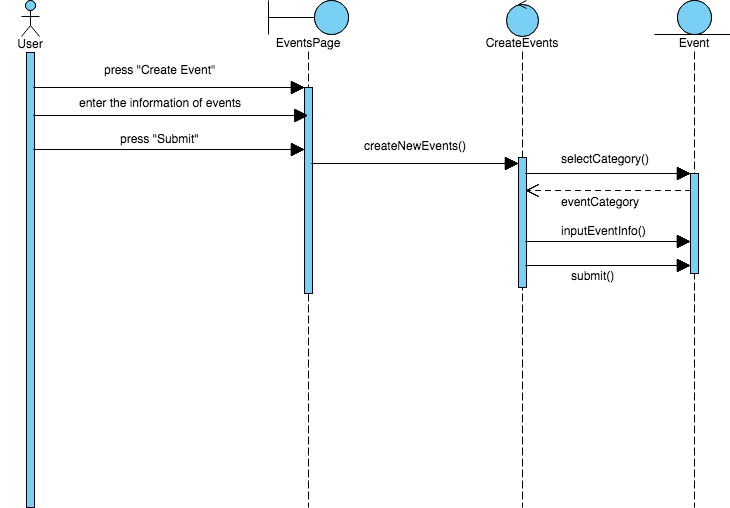 User
EventsPage
CreateEvents
Event
press "Create Event"
enter the information of events
press "Submit"
createNewEvents()
selectCategory()
eventCategory
inputEventInfo()
submit()